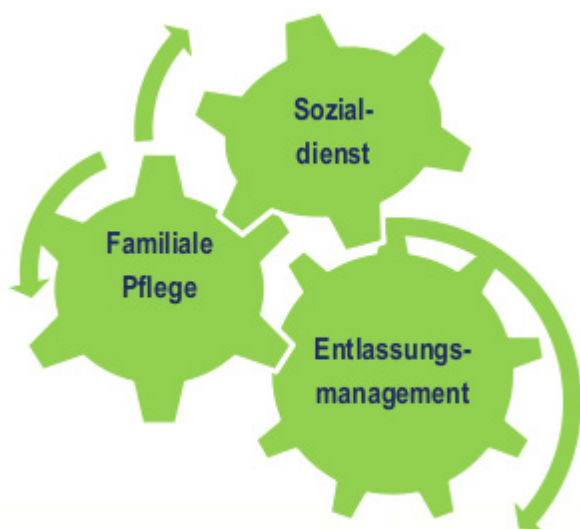 Sozial-
dienst
Familiale
Pflege
Entlassungs-
management